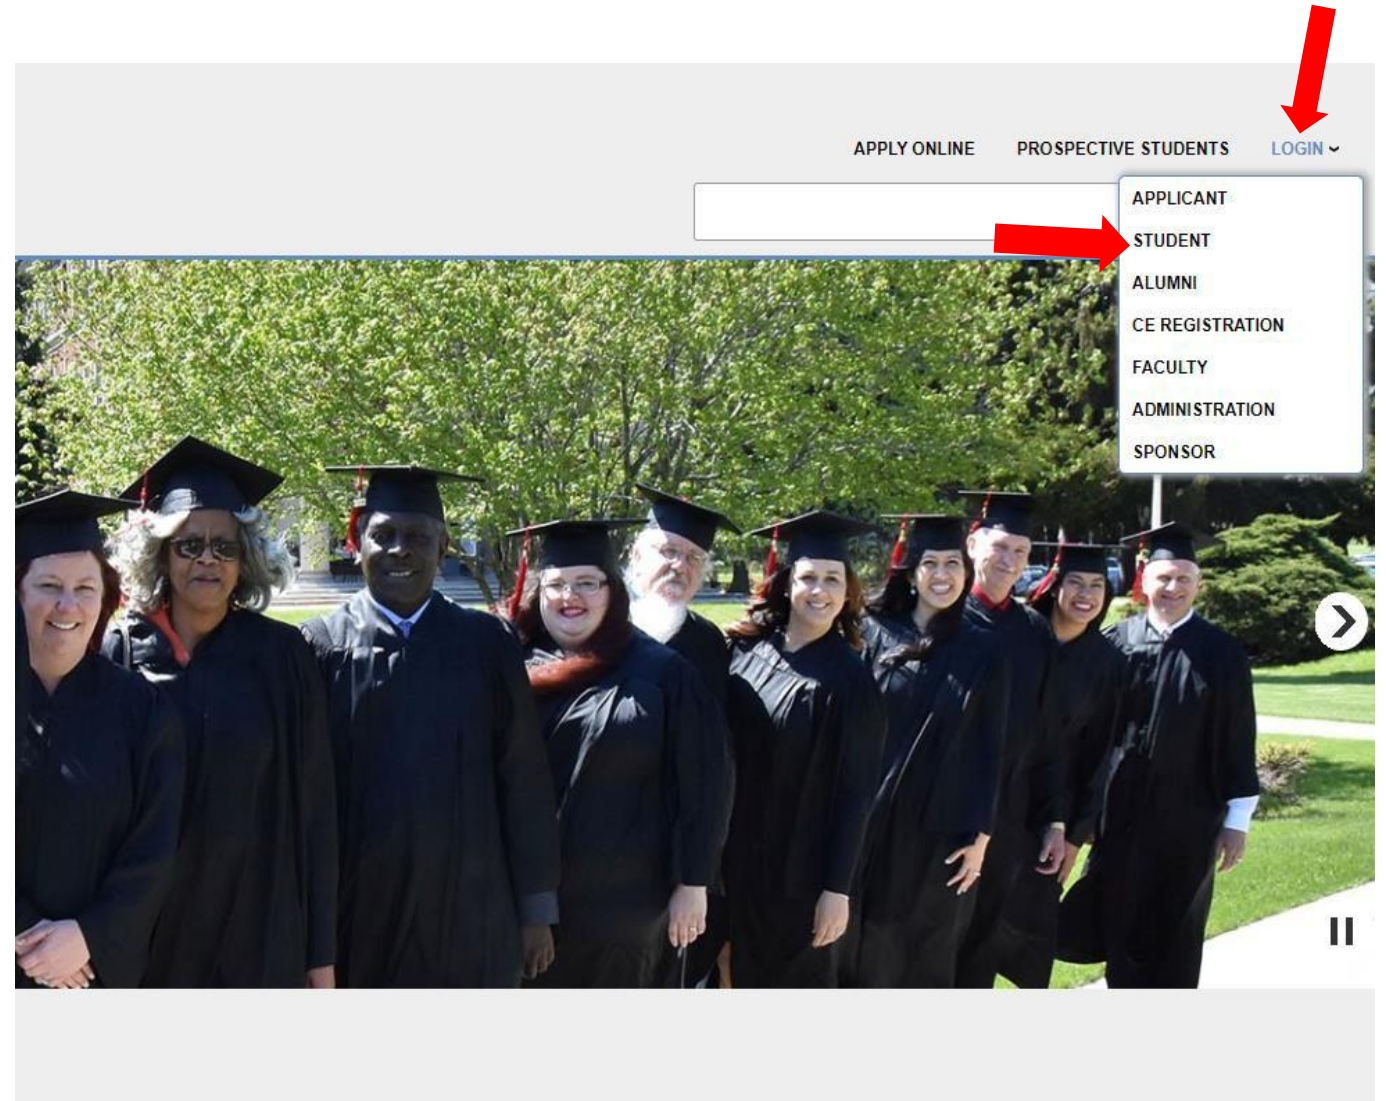 APPLY ONLINE PROSPECTIVE STUDENTS LOGIN
APPLICANT
STUDENT
ALUMNI
CE REGISTRATION
FACULTY
ADMINISTRATION
SPONSOR